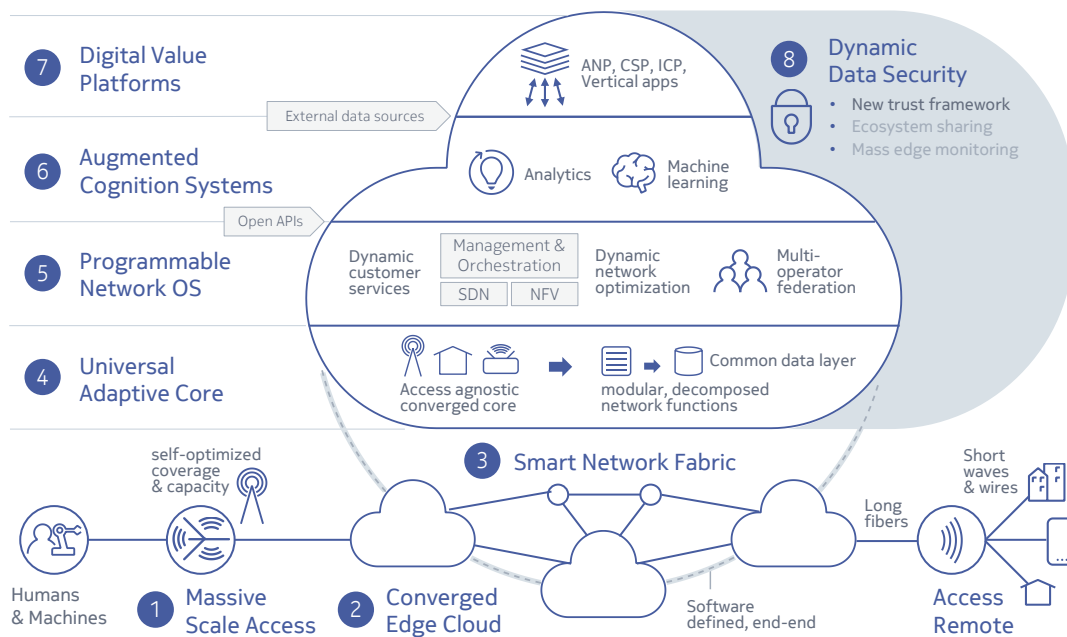 7
Digital Value
Platforms
ANP, CSP, ICP,
Vertical apps
8
Dynamic
Data Security
• New trust framework
• Ecosystem sharing
• Mass edge monitoring
External data sources
6
Augmented
Cognition Systems
Analytics
Machine
learning
Open APIs
5
Programmable
Network OS
Dynamic
customer
services
Management &
Orchestration
SDN
NFV
Dynamic
network
optimization
Multi-
operator
federation
4
Universal
Adaptive Core
Access agnostic
converged core
Common data layer
modular, decomposed
network functions
self-optimized
coverage
& capacity
3
Smart Network Fabric
Short
waves
& wires
Long
fibers
Humans
& Machines
1
Massive
Scale Access
2
Converged
Edge Cloud
Software
defined, end-end
Access
Remote